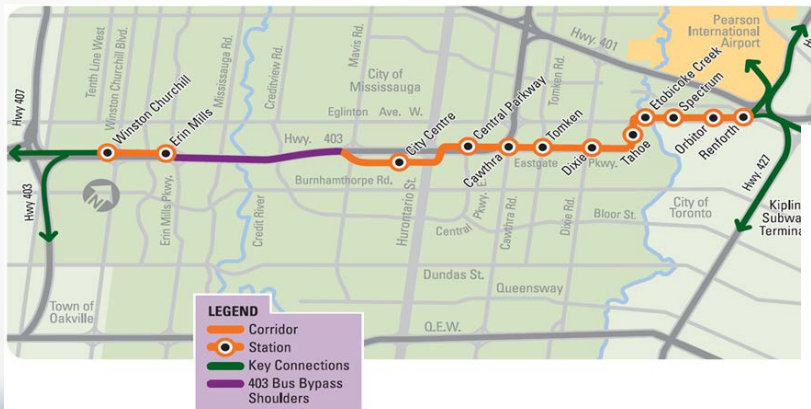 Pearson
International
Airport
Hwy. 401
Hwy 407
Tenth Line West
Winston Churchill Blvd.
Winston Churchill
Erin Mills
Mississauga Rd.
Creditview Rd.
Mavis Rd.
City of
Mississauga
Eglinton Ave. W.
Hwy. 403
City Centre
Central Parkway
Cawthra
Tomken
Tomken Rd.
Dixie
Tahoe
Etobicoke Creek
Spectrum
Orbitor
Renforth
Eastgate Pkwy.
Hwy 403
N
Erin Mills Pkwy.
Credit River
Burnhamthorpe Rd.
Hurontario St.
Central Pkwy. E
Cawthra Rd.
Dixie Rd.
Bloor St.
City of
Toronto
Hwy. 427
Kiplin
Subwa
Termina
Dundas St.
Queensway
Q.E.W.
Town of
Oakville
LEGEND
Corridor
Station
Key Connections
403 Bus Bypass
Shoulders